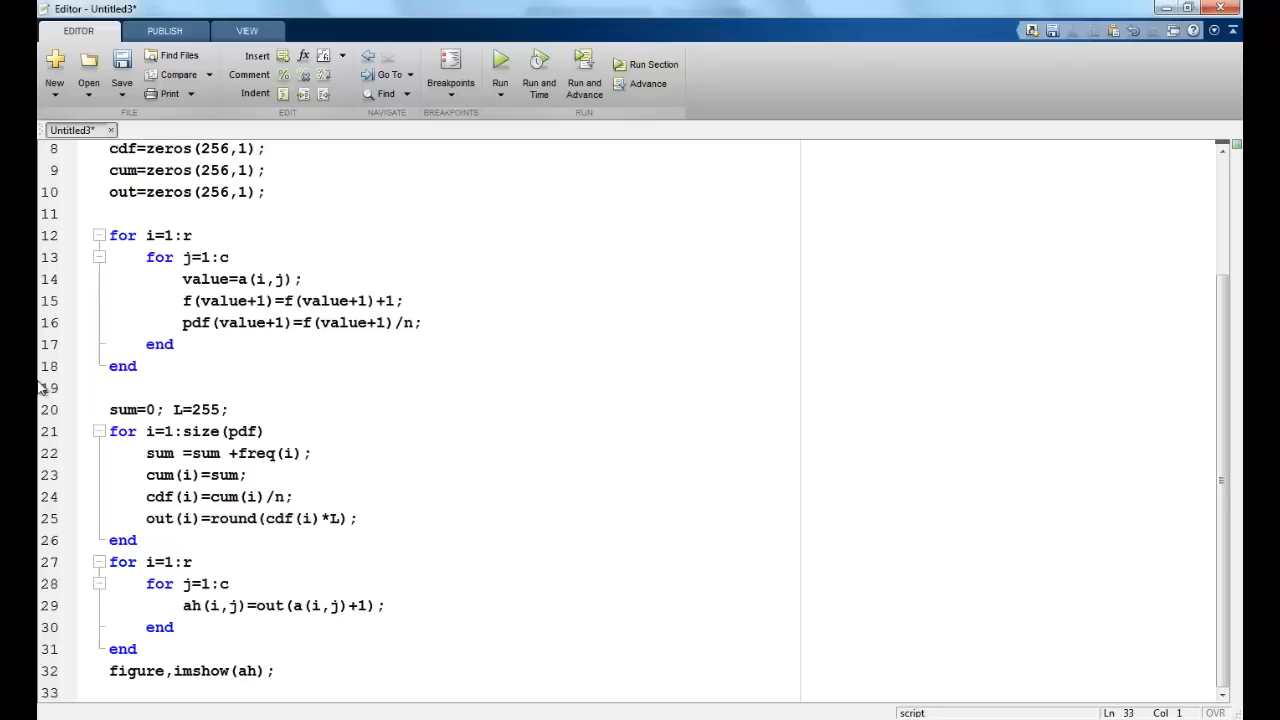 Editor - Untitled3*
EDITOR PUBLISH VIEW
New Open Save Find Files Compare Print
Insert Comment Indent
Go To Find
Breakpoints
Run Run and Time Run and Advance Run Section Advance
FILE EDIT NAVIGATE BREAKPOINTS RUN
Untitled3*
8 cdf=zeros(256,1);
9 cum=zeros(256,1);
10 out=zeros(256,1);
11
12 for i=1:r
13 for j=1:c
14 value=a(i,j);
15 f(value+1)=f(value+1)+1;
16 pdf(value+1)=f(value+1)/n;
17 end
18 end
19
20 sum=0; L=255;
21 for i=1:size(pdf)
22 sum =sum +freq(i);
23 cum(i)=sum;
24 cdf(i)=cum(i)/n;
25 out(i)=round(cdf(i)*L);
26 end
27 for i=1:r
28 for j=1:c
29 ah(i,j)=out(a(i,j)+1);
30 end
31 end
32 figure,imshow(ah);
33
script Ln 33 Col 1 OVR